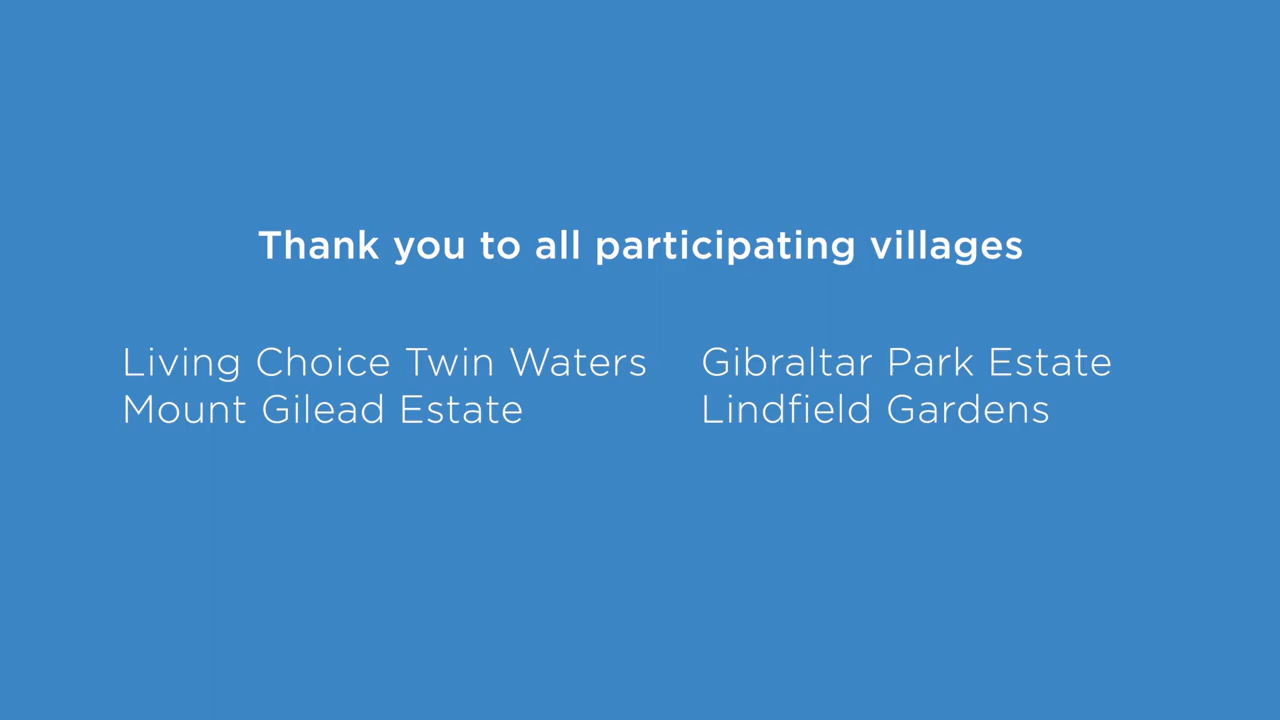 Thank you to all participating villages
Living Choice Twin Waters
Mount Gilead Estate
Gibraltar Park Estate
Lindfield Gardens